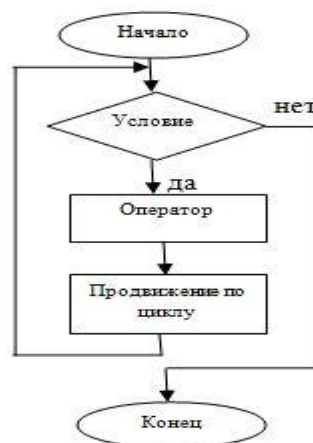 Начало
Условие
нет
да
Оператор
Продвижение по
циклу
Конец